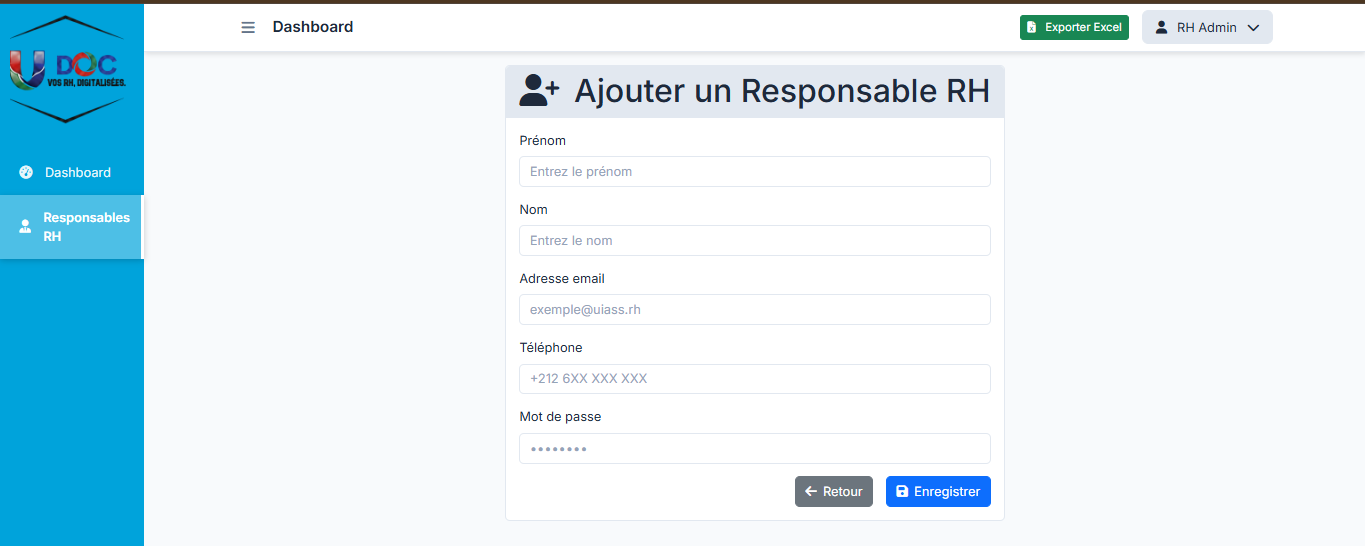 U DOC
VOS RH, DIGITALISÉES.
Dashboard
Responsables
RH
Dashboard
Exporter Excel
RH Admin
Ajouter un Responsable RH
Prénom
Entrez le prénom
Nom
Entrez le nom
Adresse email
exemple@uiass.rh
Téléphone
+212 6XX XXX XXX
Mot de passe
••••••••
Retour
Enregistrer